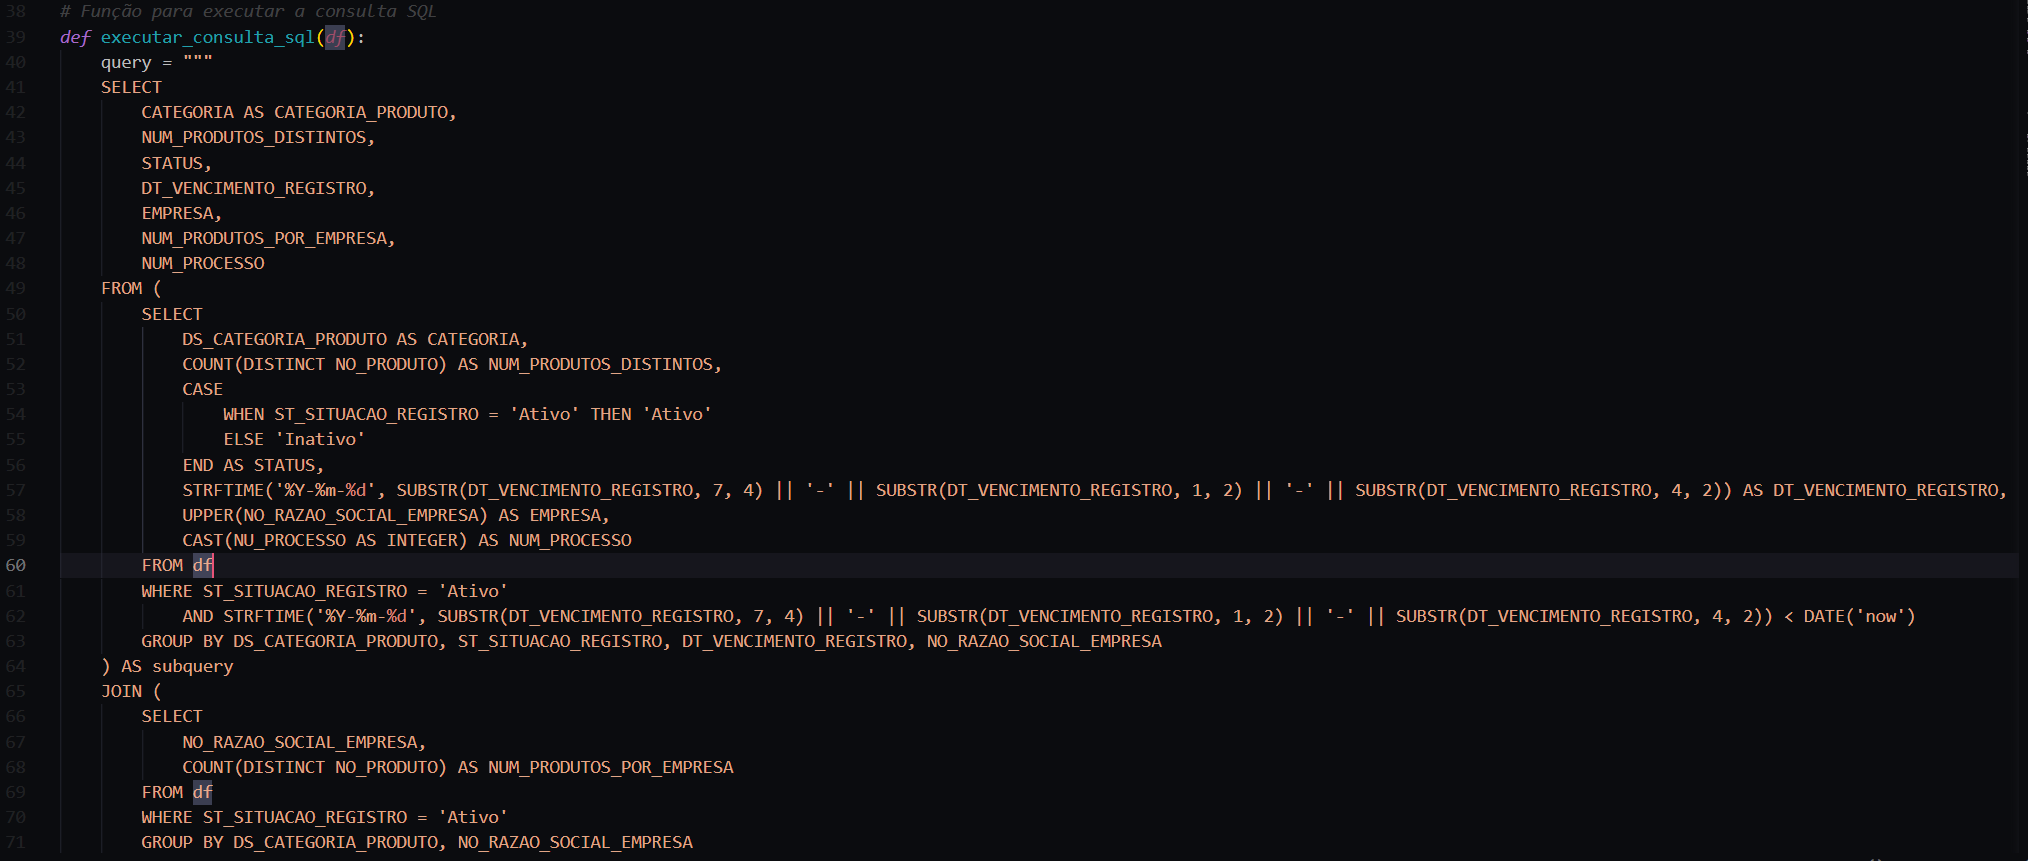 38 # Função para executar a consulta SQL
39 def executar_consulta_sql(df):
40 query = """
41 SELECT
42 CATEGORIA AS CATEGORIA_PRODUTO,
43 NUM_PRODUTOS_DISTINTOS,
44 STATUS,
45 DT_VENCIMENTO_REGISTRO,
46 EMPRESA,
47 NUM_PRODUTOS_POR_EMPRESA,
48 NUM_PROCESSO
49 FROM (
50 SELECT
51 DS_CATEGORIA_PRODUTO AS CATEGORIA,
52 COUNT(DISTINCT NO_PRODUTO) AS NUM_PRODUTOS_DISTINTOS,
53 CASE
54 WHEN ST_SITUACAO_REGISTRO = 'Ativo' THEN 'Ativo'
55 ELSE 'Inativo'
56 END AS STATUS,
57 STRFTIME('%Y-%m-%d', SUBSTR(DT_VENCIMENTO_REGISTRO, 7, 4) || '-' || SUBSTR(DT_VENCIMENTO_REGISTRO, 1, 2) || '-' || SUBSTR(DT_VENCIMENTO_REGISTRO, 4, 2)) AS DT_VENCIMENTO_REGISTRO,
58 UPPER(NO_RAZAO_SOCIAL_EMPRESA) AS EMPRESA,
59 CAST(NU_PROCESSO AS INTEGER) AS NUM_PROCESSO
60 FROM df
61 WHERE ST_SITUACAO_REGISTRO = 'Ativo'
62 AND STRFTIME('%Y-%m-%d', SUBSTR(DT_VENCIMENTO_REGISTRO, 7, 4) || '-' || SUBSTR(DT_VENCIMENTO_REGISTRO, 1, 2) || '-' || SUBSTR(DT_VENCIMENTO_REGISTRO, 4, 2)) < DATE('now')
63 GROUP BY DS_CATEGORIA_PRODUTO, ST_SITUACAO_REGISTRO, DT_VENCIMENTO_REGISTRO, NO_RAZAO_SOCIAL_EMPRESA
64 ) AS subquery
65 JOIN (
66 SELECT
67 NO_RAZAO_SOCIAL_EMPRESA,
68 COUNT(DISTINCT NO_PRODUTO) AS NUM_PRODUTOS_POR_EMPRESA
69 FROM df
70 WHERE ST_SITUACAO_REGISTRO = 'Ativo'
71 GROUP BY DS_CATEGORIA_PRODUTO, NO_RAZAO_SOCIAL_EMPRESA